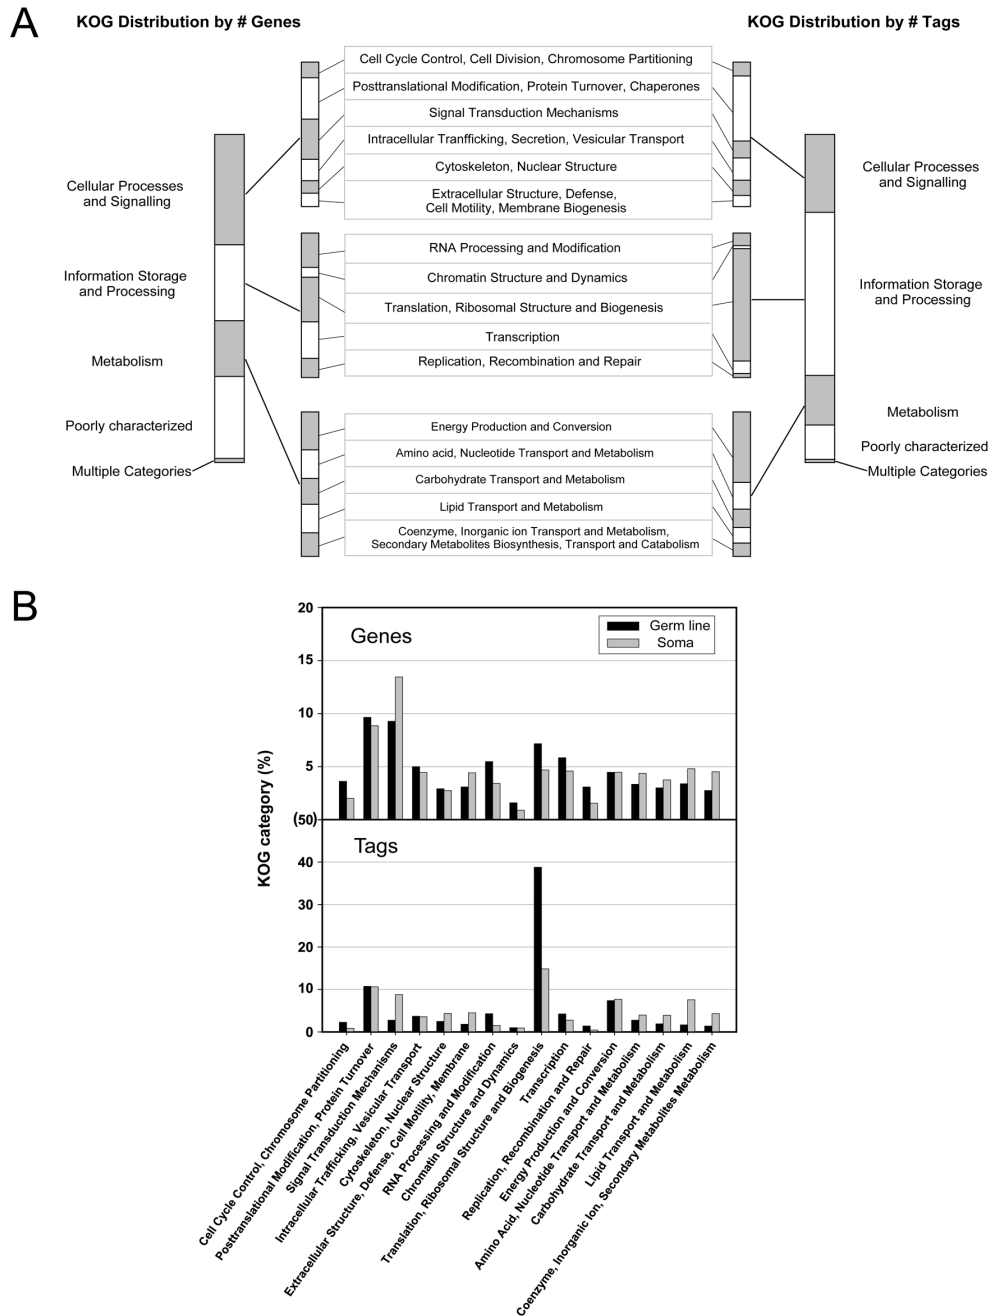 A
KOG Distribution by # Genes
KOG Distribution by # Tags
Cell Cycle Control, Cell Division, Chromosome Partitioning
Posttranslational Modification, Protein Turnover, Chaperones
Signal Transduction Mechanisms
Intracellular Tranfficking, Secretion, Vesicular Transport
Cytoskeleton, Nuclear Structure
Extracellular Structure, Defense,
Cell Motility, Membrane Biogenesis
Cellular Processes
and Signalling
Cellular Processes
and Signalling
RNA Processing and Modification
Chromatin Structure and Dynamics
Translation, Ribosomal Structure and Biogenesis
Transcription
Replication, Recombination and Repair
Information Storage
and Processing
Information Storage
and Processing
Metabolism
Metabolism
Energy Production and Conversion
Amino acid, Nucleotide Transport and Metabolism
Carbohydrate Transport and Metabolism
Lipid Transport and Metabolism
Coenzyme, Inorganic ion Transport and Metabolism,
Secondary Metabolites Biosynthesis, Transport and Catabolism
Poorly characterized
Multiple Categories
Poorly characterized
Multiple Categories
B
KOG category (%)
20
15
10
5
(50)
40
30
20
10
0
Genes
Germ line
Soma
Tags
Cell Cycle Control, Chromosome Partitioning
Posttranslational Modification, Protein Turnover
Signal Transduction Mechanisms
Intracellular Trafficking, Vesicular Transport
Cytoskeleton, Nuclear Structure
Extracellular Structure, Defense, Cell Motility, Membrane
RNA Processing and Modification
Chromatin Structure and Dynamics
Translation, Ribosomal Structure and Biogenesis
Transcription
Replication, Recombination and Repair
Energy Production and Conversion
Amino Acid, Nucleotide Transport and Metabolism
Carbohydrate Transport and Metabolism
Lipid Transport and Metabolism
Coenzyme, Inorganic Ion, Secondary Metabolites Metabolism